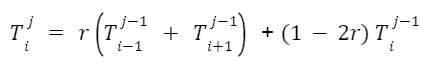 T_i^j = r(T_{i-1}^{j-1} + T_{i+1}^{j-1}) + (1 − 2r) T_i^{j-1}